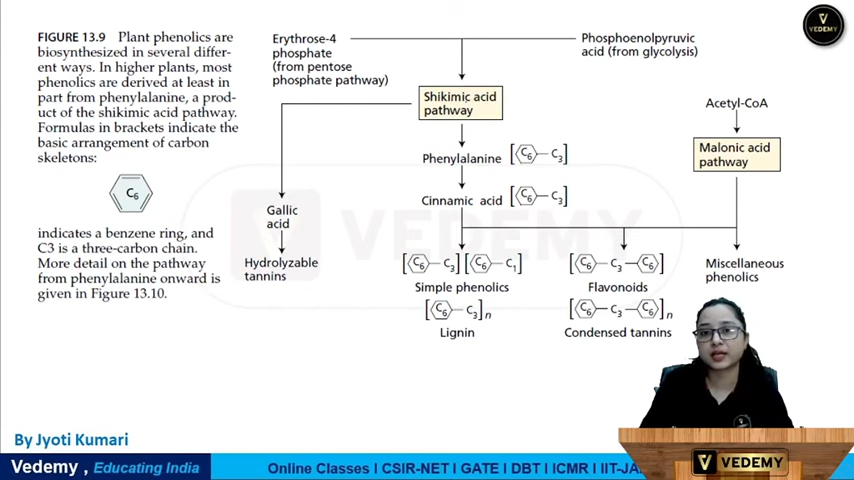 FIGURE 13.9 Plant phenolics are
biosynthesized in several differ-
ent ways. In higher plants, most
phenolics are derived at least in
part from phenylalanine, a prod-
uct of the shikimic acid pathway.
Formulas in brackets indicate the
basic arrangement of carbon
skeletons:
C6
indicates a benzene ring, and
C3 is a three-carbon chain.
More detail on the pathway
from phenylalanine onward is
given in Figure 13.10.
Erythrose-4
phosphate
(from pentose
phosphate pathway)
Phosphoenolpyruvic
acid (from glycolysis)
Shikimic acid
pathway
Acetyl-CoA
Malonic acid
pathway
Phenylalanine [C6–C3]
Cinnamic acid [C6–C3]
Gallic
acid
Hydrolyzable
tannins
[C6–C3] [C6–C1]
Simple phenolics
[C6–C3]n
Lignin
[C6–C3–C6]
Flavonoids
[C6–C3–C6]n
Condensed tannins
Miscellaneous
phenolics
VEDEMY
VEDEMY
VEDEMY
By Jyoti Kumari
Vedemy , Educating India
Online Classes I CSIR-NET I GATE I DBT I ICMR I IIT-JA